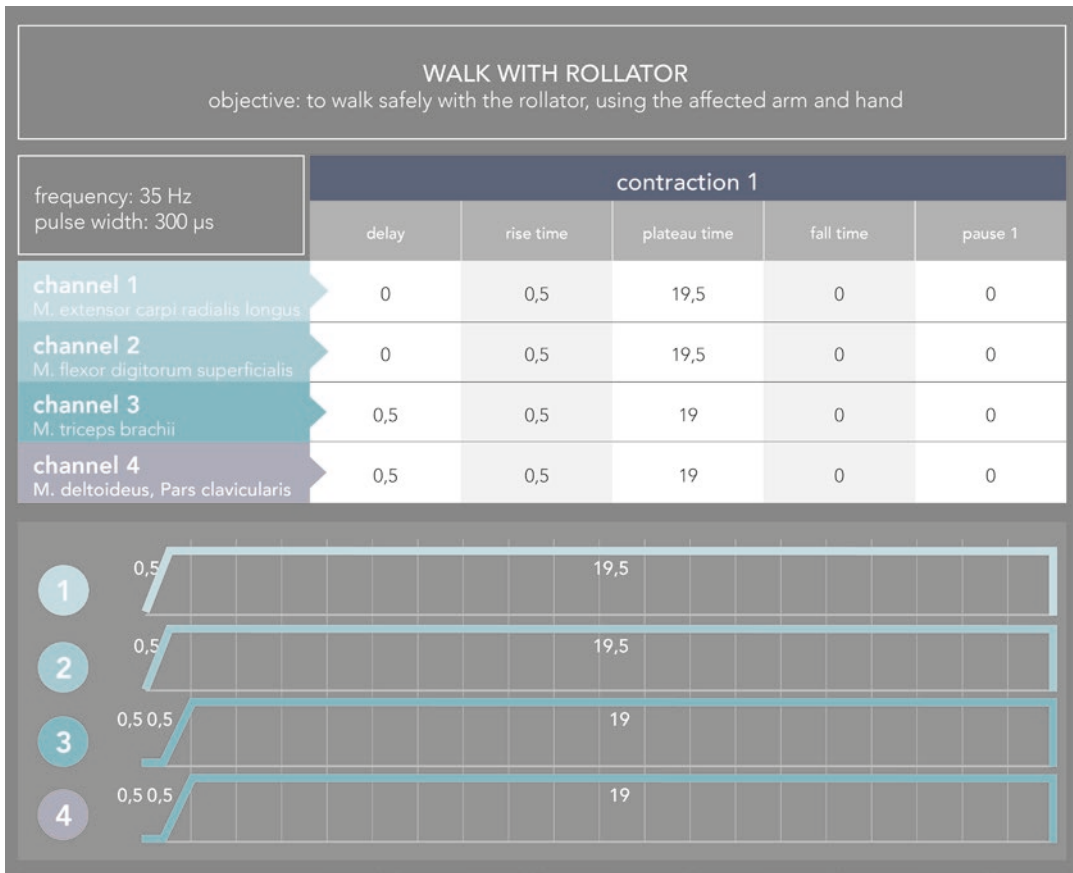 WALK WITH ROLLATOR
objective: to walk safely with the rollator, using the affected arm and hand
frequency: 35 Hz
pulse width: 300 µs
contraction 1
delay rise time plateau time fall time pause 1
channel 1
M. extensor carpi radialis longus
0 0,5 19,5 0 0
channel 2
M. flexor digitorum superficialis
0 0,5 19,5 0 0
channel 3
M. triceps brachii
0,5 0,5 19 0 0
channel 4
M. deltoideus, Pars clavicularis
0,5 0,5 19 0 0
1 0,5 19,5
2 0,5 19,5
3 0,5 0,5 19
4 0,5 0,5 19